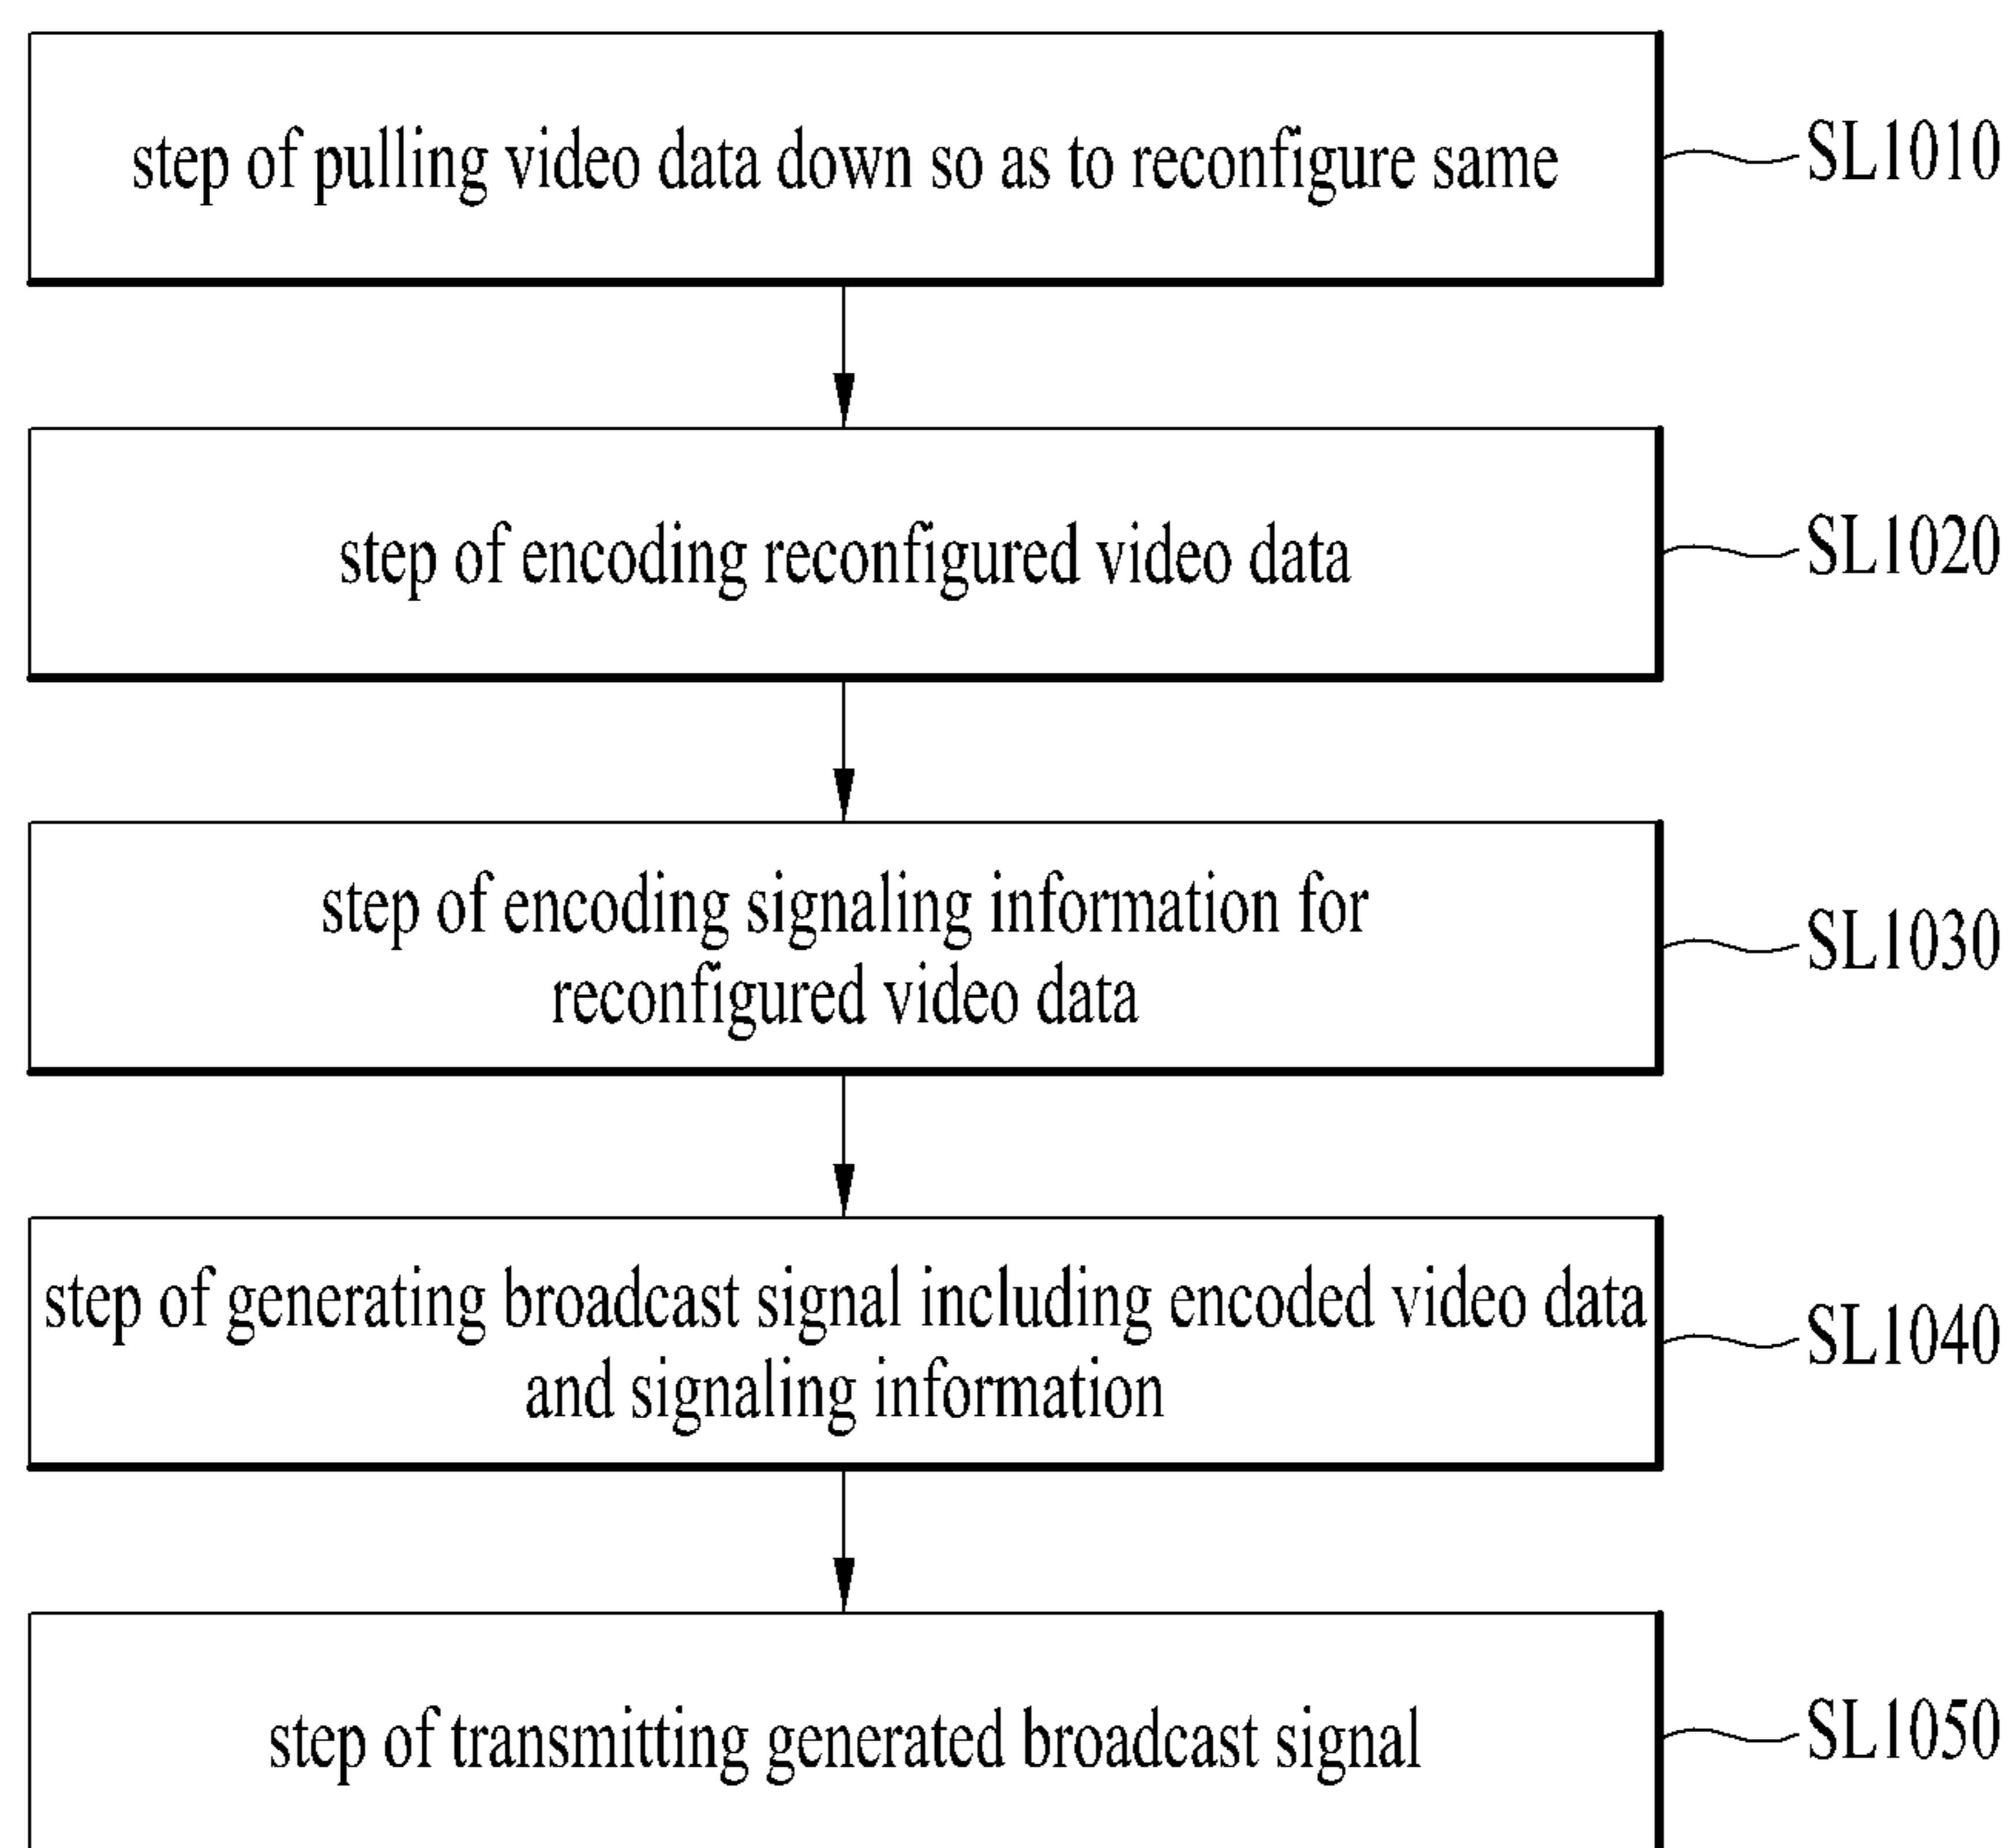 step of pulling video data down so as to reconfigure same
SL1010
step of encoding reconfigured video data
SL1020
step of encoding signaling information for
reconfigured video data
SL1030
step of generating broadcast signal including encoded video data
and signaling information
SL1040
step of transmitting generated broadcast signal
SL1050